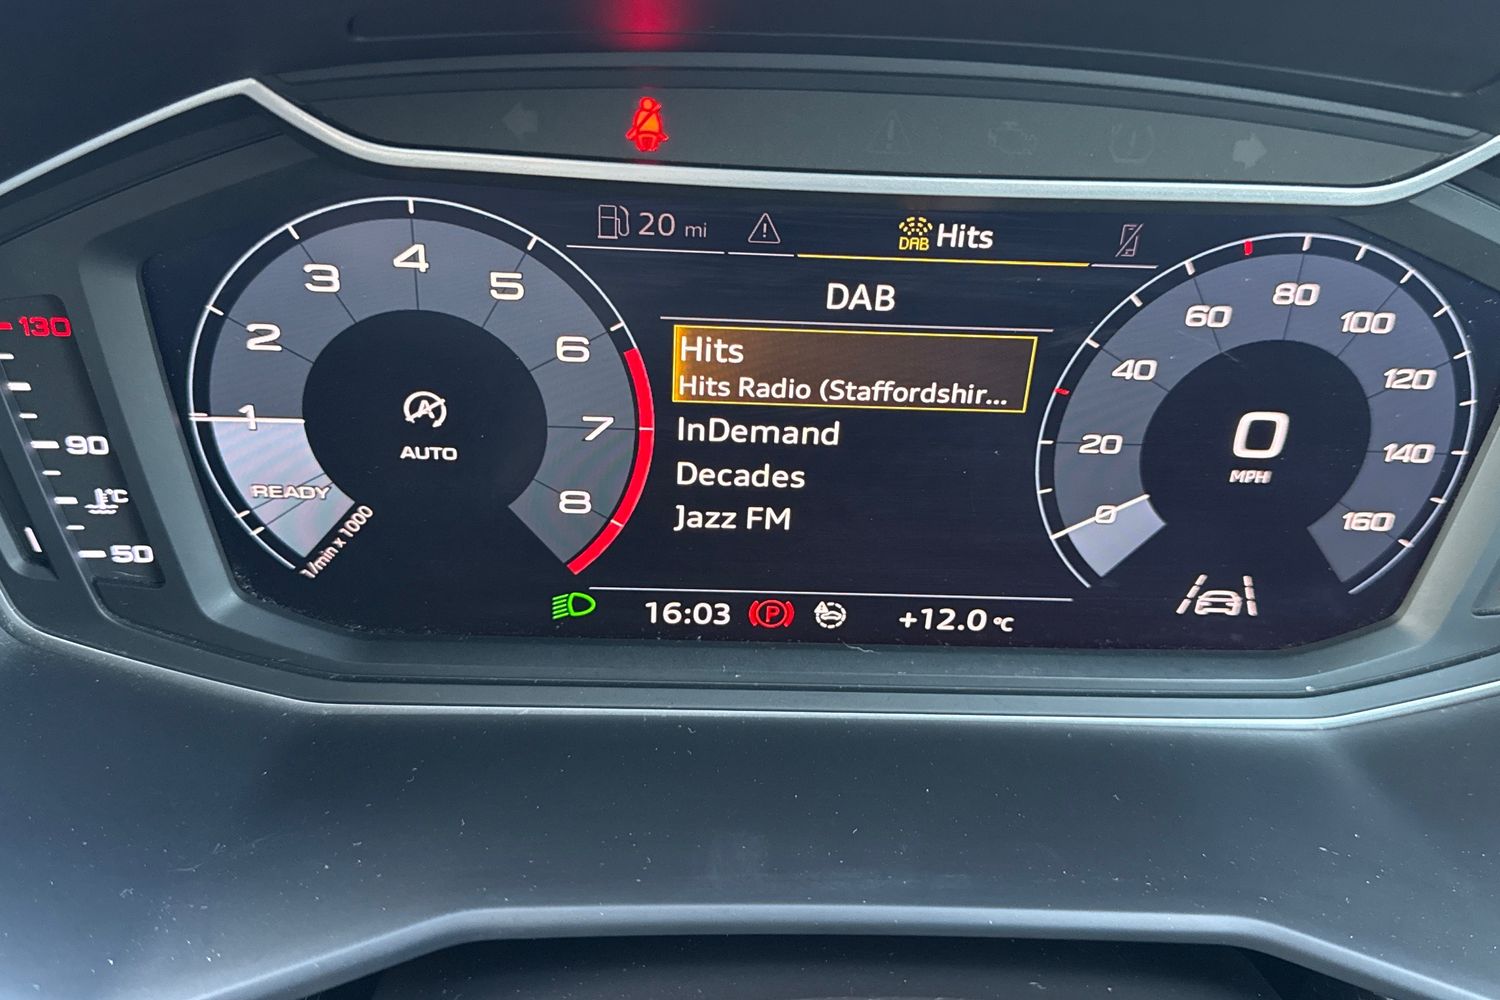 20 mi
DAB Hits
DAB
Hits
Hits Radio (Staffordshir...
InDemand
Decades
Jazz FM
16:03
P
+12.0 °C
1
2
3
4
5
6
7
8
READY
1/min x 1000
A
AUTO
130
90
°C
50
0
20
40
60
80
100
120
140
160
0
MPH